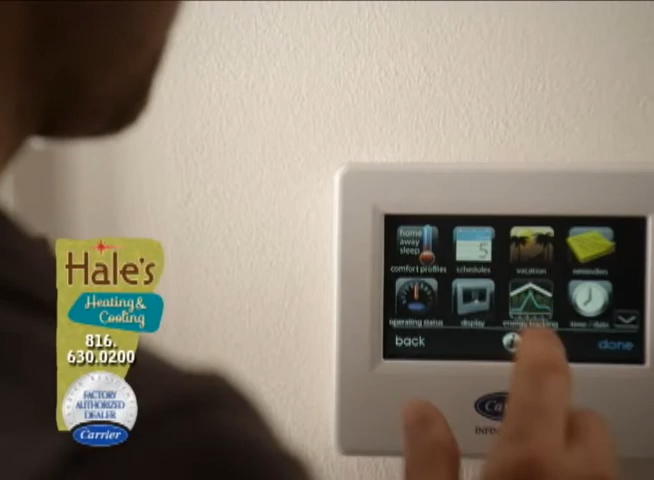 Hale's
Heating &
Cooling
816.
630.0200
FACTORY
AUTHORIZED
DEALER
Carrier
home
away
sleep
5
comfort profiles
schedules
vacation
reminders
operating status
display
energy tracking
time / date
back
done